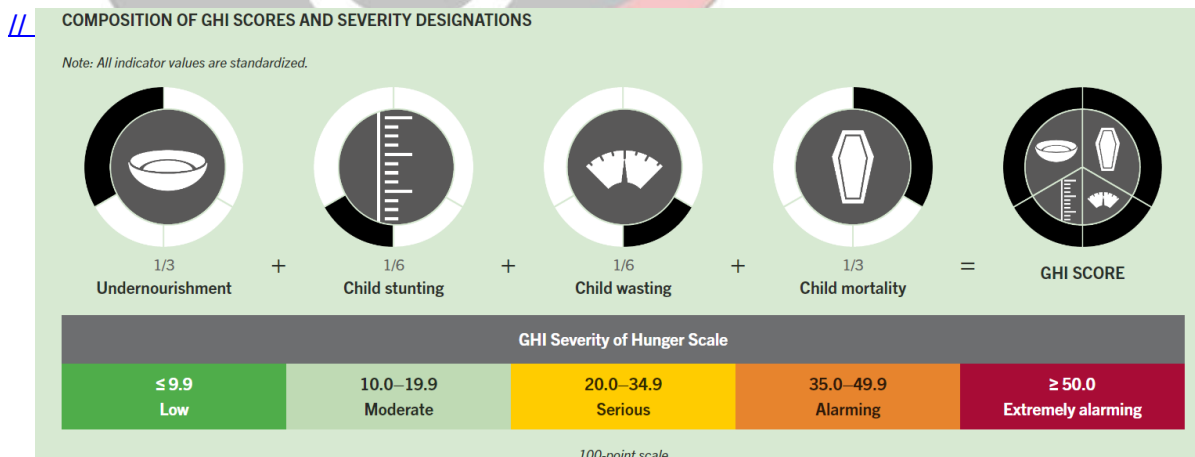 //
COMPOSITION OF GHI SCORES AND SEVERITY DESIGNATIONS
Note: All indicator values are standardized.
1/3 + 1/6 + 1/6 + 1/3 = GHI SCORE
Undernourishment Child stunting Child wasting Child mortality
GHI Severity of Hunger Scale
≤ 9.9 10.0–19.9 20.0–34.9 35.0–49.9 ≥ 50.0
Low Moderate Serious Alarming Extremely alarming
100-point scale